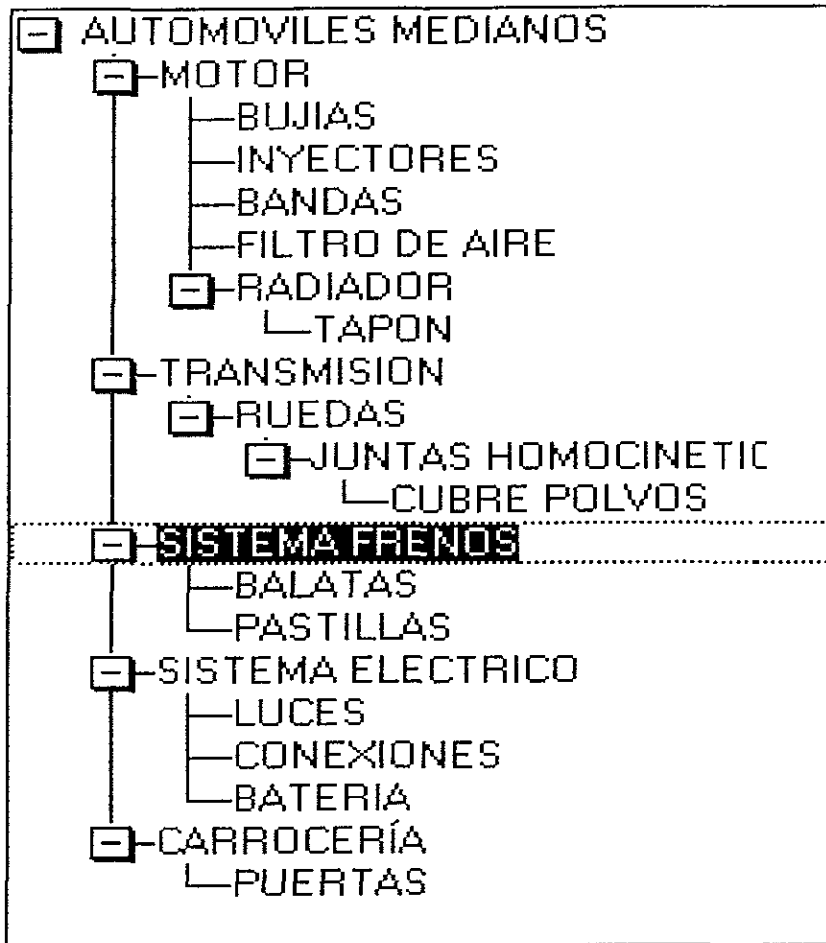 AUTOMOVILES MEDIANOS
MOTOR
BUJIAS
INYECTORES
BANDAS
FILTRO DE AIRE
RADIADOR
TAPON
TRANSMISION
RUEDAS
JUNTAS HOMOCINETIC
CUBRE POLVOS
SISTEMA FRENOS
BALATAS
PASTILLAS
SISTEMA ELECTRICO
LUCES
CONEXIONES
BATERIA
CARROCERÍA
PUERTAS